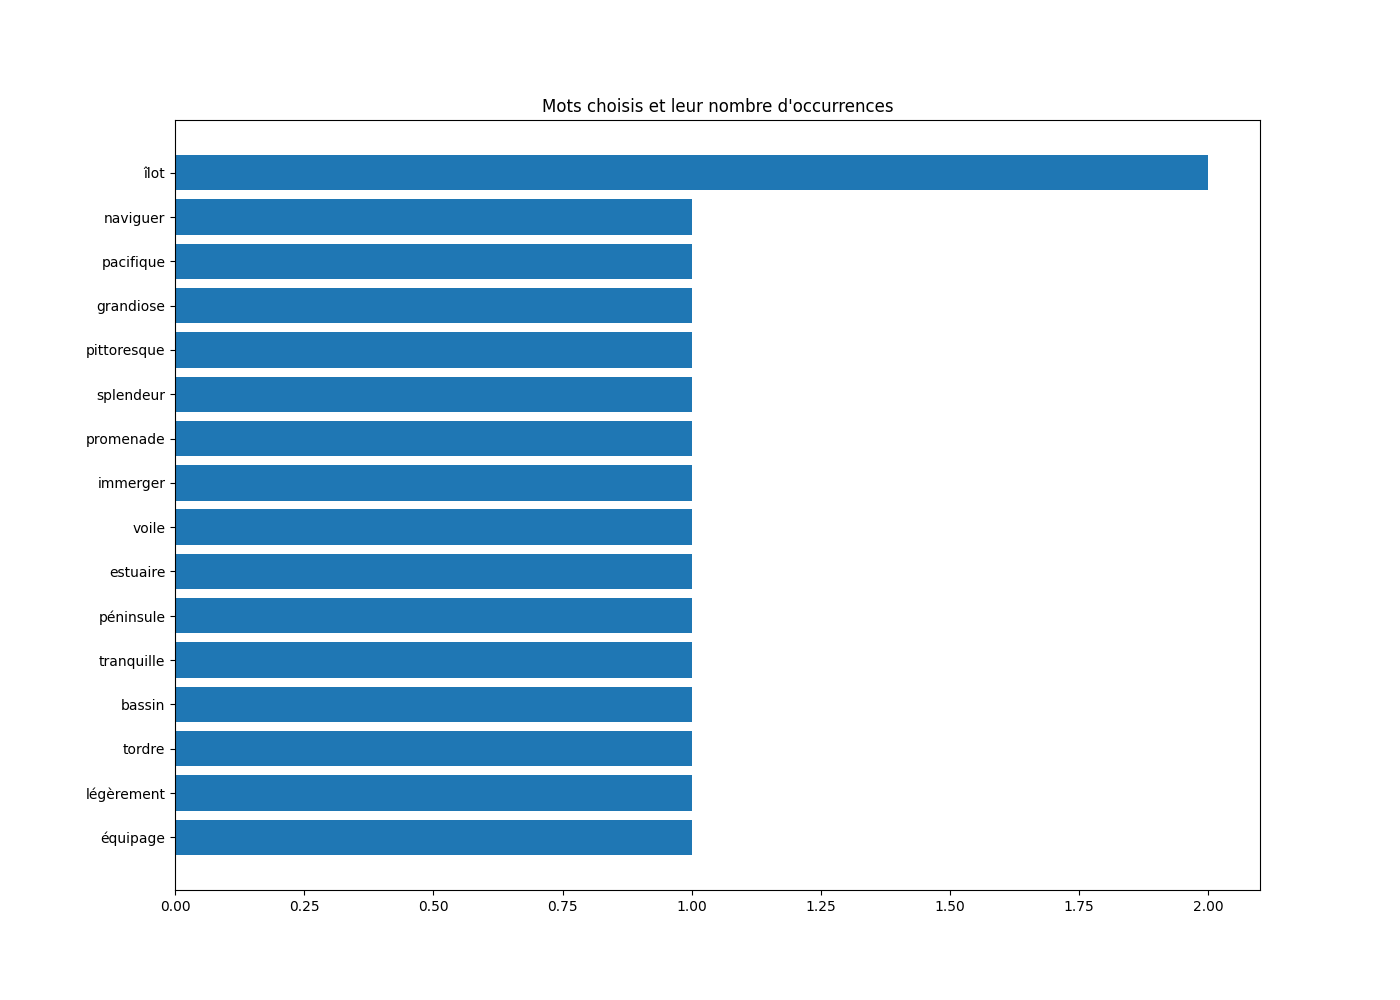 Mots choisis et leur nombre d'occurrences
îlot
naviguer
pacifique
grandiose
pittoresque
splendeur
promenade
immerger
voile
estuaire
péninsule
tranquille
bassin
tordre
légèrement
équipage
0.00 0.25 0.50 0.75 1.00 1.25 1.50 1.75 2.00